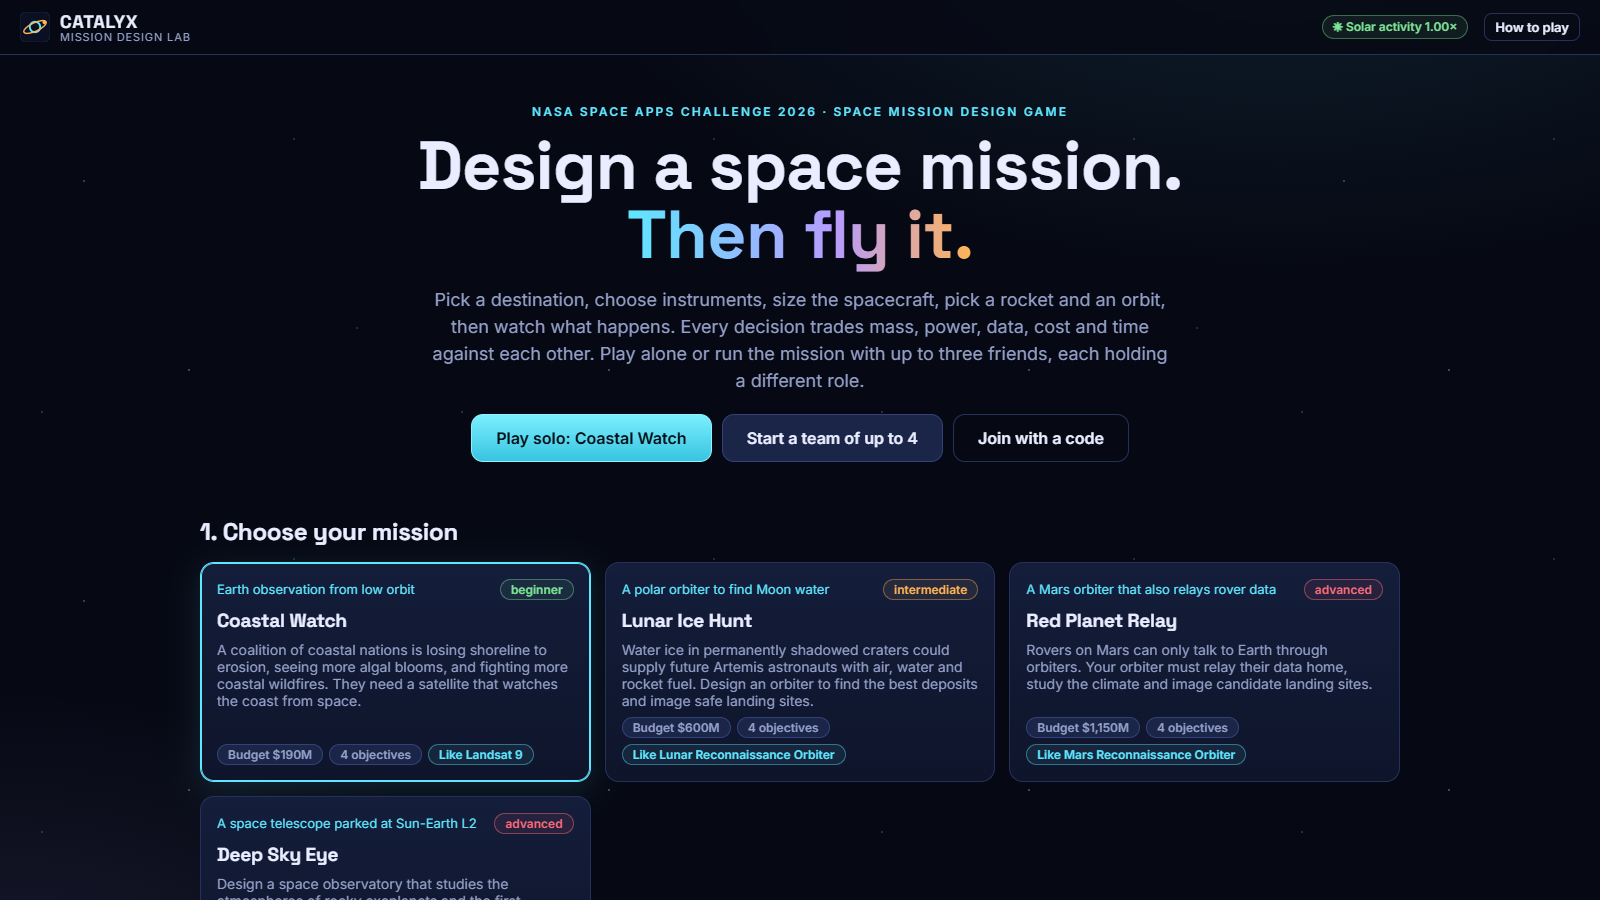 CATALYX
MISSION DESIGN LAB
Solar activity 1.00×
How to play
NASA SPACE APPS CHALLENGE 2026 · SPACE MISSION DESIGN GAME
Design a space mission.
Then fly it.
Pick a destination, choose instruments, size the spacecraft, pick a rocket and an orbit,
then watch what happens. Every decision trades mass, power, data, cost and time
against each other. Play alone or run the mission with up to three friends, each holding
a different role.
Play solo: Coastal Watch
Start a team of up to 4
Join with a code
1. Choose your mission
Earth observation from low orbit
beginner
Coastal Watch
A coalition of coastal nations is losing shoreline to
erosion, seeing more algal blooms, and fighting more
coastal wildfires. They need a satellite that watches
the coast from space.
Budget $190M
4 objectives
Like Landsat 9
A polar orbiter to find Moon water
intermediate
Lunar Ice Hunt
Water ice in permanently shadowed craters could
supply future Artemis astronauts with air, water and
rocket fuel. Design an orbiter to find the best deposits
and image safe landing sites.
Budget $600M
4 objectives
Like Lunar Reconnaissance Orbiter
A Mars orbiter that also relays rover data
advanced
Red Planet Relay
Rovers on Mars can only talk to Earth through
orbiters. Your orbiter must relay their data home,
study the climate and image candidate landing sites.
Budget $1,150M
4 objectives
Like Mars Reconnaissance Orbiter
A space telescope parked at Sun-Earth L2
advanced
Deep Sky Eye
Design a space observatory that studies the
atmospheres of rocky exoplanets and the first